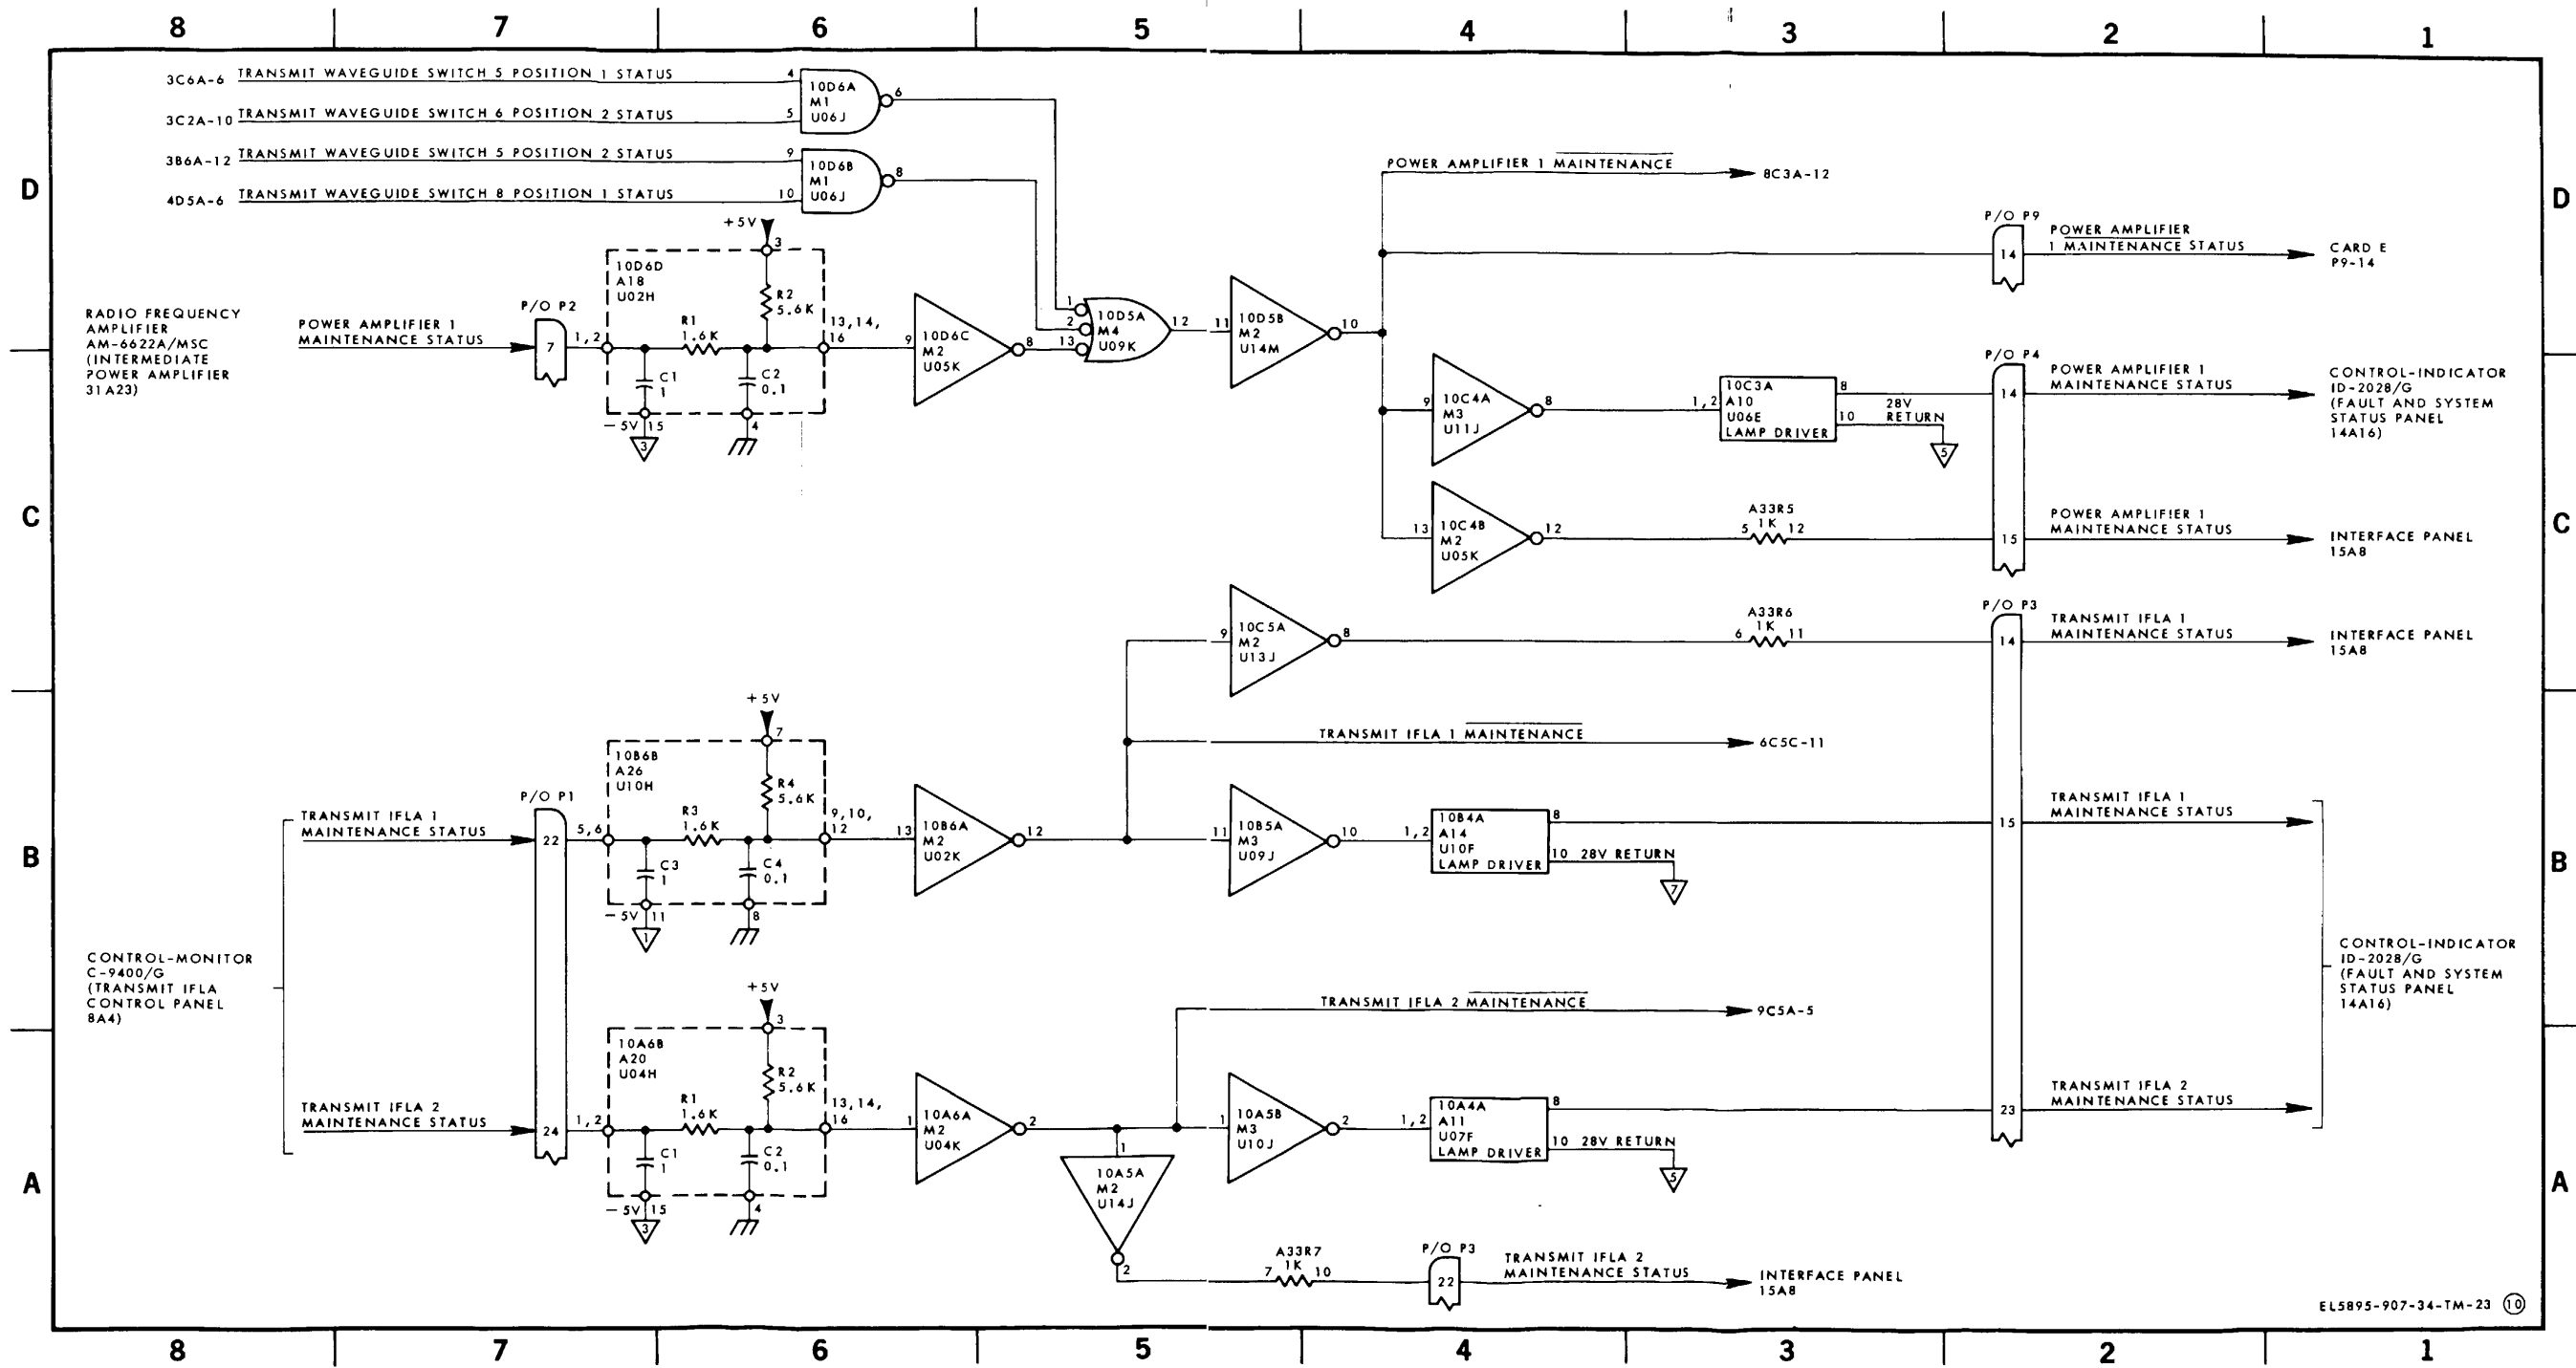 8 7 6 5 4 3 2 1
D
C
B
A
3C6A-6 TRANSMIT WAVEGUIDE SWITCH 5 POSITION 1 STATUS 4
3C2A-10 TRANSMIT WAVEGUIDE SWITCH 6 POSITION 2 STATUS 5
10D6A
M1
U06J
6
3B6A-12 TRANSMIT WAVEGUIDE SWITCH 5 POSITION 2 STATUS 9
4D5A-6 TRANSMIT WAVEGUIDE SWITCH 8 POSITION 1 STATUS 10
10D6B
M1
U06J
8
RADIO FREQUENCY
AMPLIFIER
AM-6622A/MSC
(INTERMEDIATE
POWER AMPLIFIER
31A23)
POWER AMPLIFIER 1
MAINTENANCE STATUS
P/O P2
7
1,2
+5V
3
10D6D
A18
U02H
R1
1.6K
R2
5.6K
C1
1
C2
0.1
-5V 15
3
4
13,14,
16
9
10D6C
M2
U05K
8
1
2
13
10D5A
M4
U09K
12
11
10D5B
M2
U14M
10
POWER AMPLIFIER 1 MAINTENANCE
8C3A-12
P/O P9
14
POWER AMPLIFIER
1 MAINTENANCE STATUS
CARD E
P9-14
9
10C4A
M3
U11J
8
1,2
10C3A
A10
U06E
LAMP DRIVER
8
10
28V
RETURN
5
P/O P4
14
POWER AMPLIFIER 1
MAINTENANCE STATUS
CONTROL-INDICATOR
ID-2028/G
(FAULT AND SYSTEM
STATUS PANEL
14A16)
13
10C4B
M2
U05K
12
A33R5
1K
5 12
15
POWER AMPLIFIER 1
MAINTENANCE STATUS
INTERFACE PANEL
15A8
9
10C5A
M2
U13J
8
A33R6
1K
6 11
P/O P3
14
TRANSMIT IFLA 1
MAINTENANCE STATUS
INTERFACE PANEL
15A8
TRANSMIT IFLA 1 MAINTENANCE
6C5C-11
CONTROL-MONITOR
C-9400/G
(TRANSMIT IFLA
CONTROL PANEL
8A4)
TRANSMIT IFLA 1
MAINTENANCE STATUS
P/O P1
22
5,6
+5V
7
10B6B
A26
U10H
R3
1.6K
R4
5.6K
C3
1
C4
0.1
-5V 11
1
8
9,10,
12
13
10B6A
M2
U02K
12
11
10B5A
M3
U09J
10
1,2
10B4A
A14
U10F
LAMP DRIVER
8
10 28V RETURN
7
15
TRANSMIT IFLA 1
MAINTENANCE STATUS
CONTROL-INDICATOR
ID-2028/G
(FAULT AND SYSTEM
STATUS PANEL
14A16)
TRANSMIT IFLA 2 MAINTENANCE
9C5A-5
TRANSMIT IFLA 2
MAINTENANCE STATUS
24
1,2
+5V
3
10A6B
A20
U04H
R1
1.6K
R2
5.6K
C1
1
C2
0.1
-5V 15
3
4
13,14,
16
1
10A6A
M2
U04K
2
1
10A5B
M3
U10J
2
1,2
10A4A
A11
U07F
LAMP DRIVER
8
10 28V RETURN
5
23
TRANSMIT IFLA 2
MAINTENANCE STATUS
1
10A5A
M2
U14J
2
A33R7
1K
7 10
P/O P3
22
TRANSMIT IFLA 2
MAINTENANCE STATUS
INTERFACE PANEL
15A8
EL5895-907-34-TM-23 10
D
C
B
A
8 7 6 5 4 3 2 1